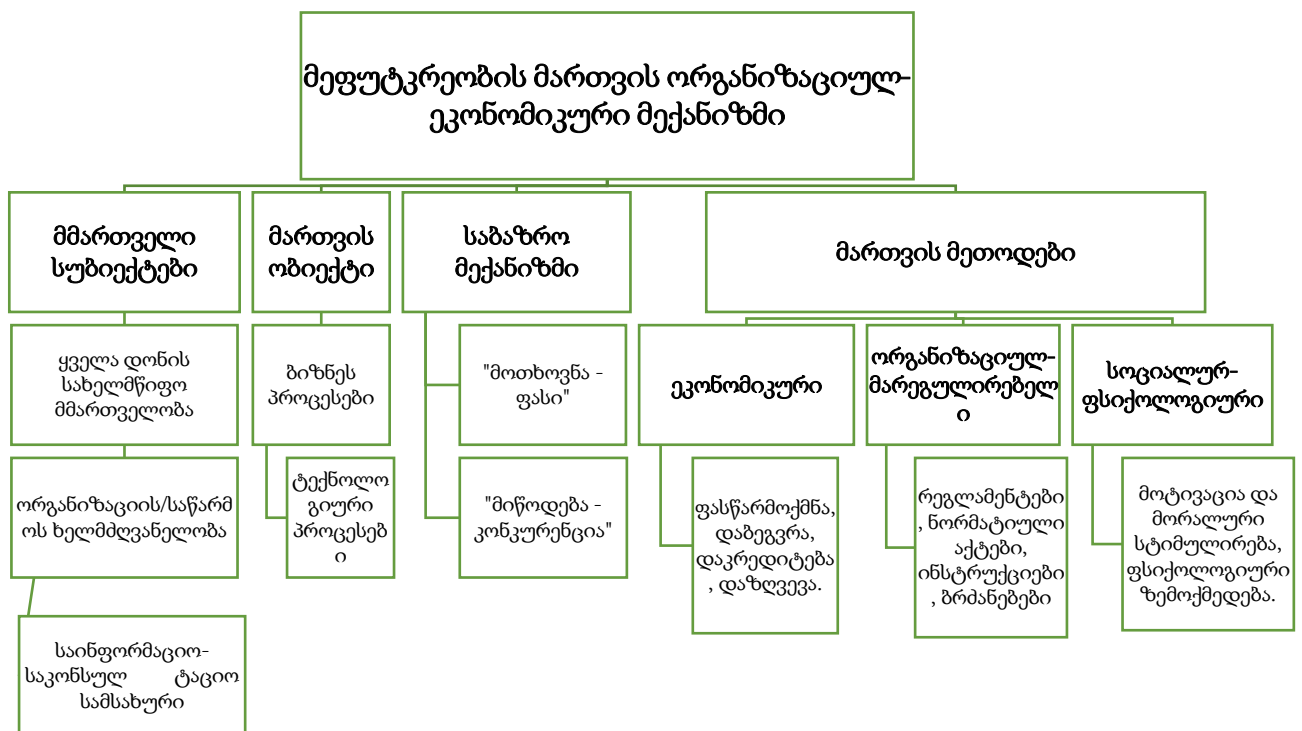 მეფუტკრეობის მართვის ორგანიზაციულ-
ეკონომიკური მექანიზმი
მმართველი
სუბიექტები
ყველა დონის
სახელმწიფო
მმართველობა
ორგანიზაციის/საწარმ
ოს ხელმძღვანელობა
საინფორმაციო-
საკონსულ ტაციო
სამსახური
მართვის
ობიექტი
ბიზნეს
პროცესები
ტექნოლო
გიური
პროცესებ
ი
საბაზრო
მექანიზმი
"მოთხოვნა -
ფასი"
"მიწოდება -
კონკურენცია"
მართვის მეთოდები
ეკონომიკური
ფასწარმოქმნა,
დაბეგვრა,
დაკრედიტება
, დაზღვევა.
ორგანიზაციულ-
მარეგულირებელ
ი
რეგლამენტები
, ნორმატიული
აქტები,
ინსტრუქციები
, ბრძანებები
სოციალურ-
ფსიქოლოგიური
მოტივაცია და
მორალური
სტიმულირება,
ფსიქოლოგიური
ზემოქმედება.